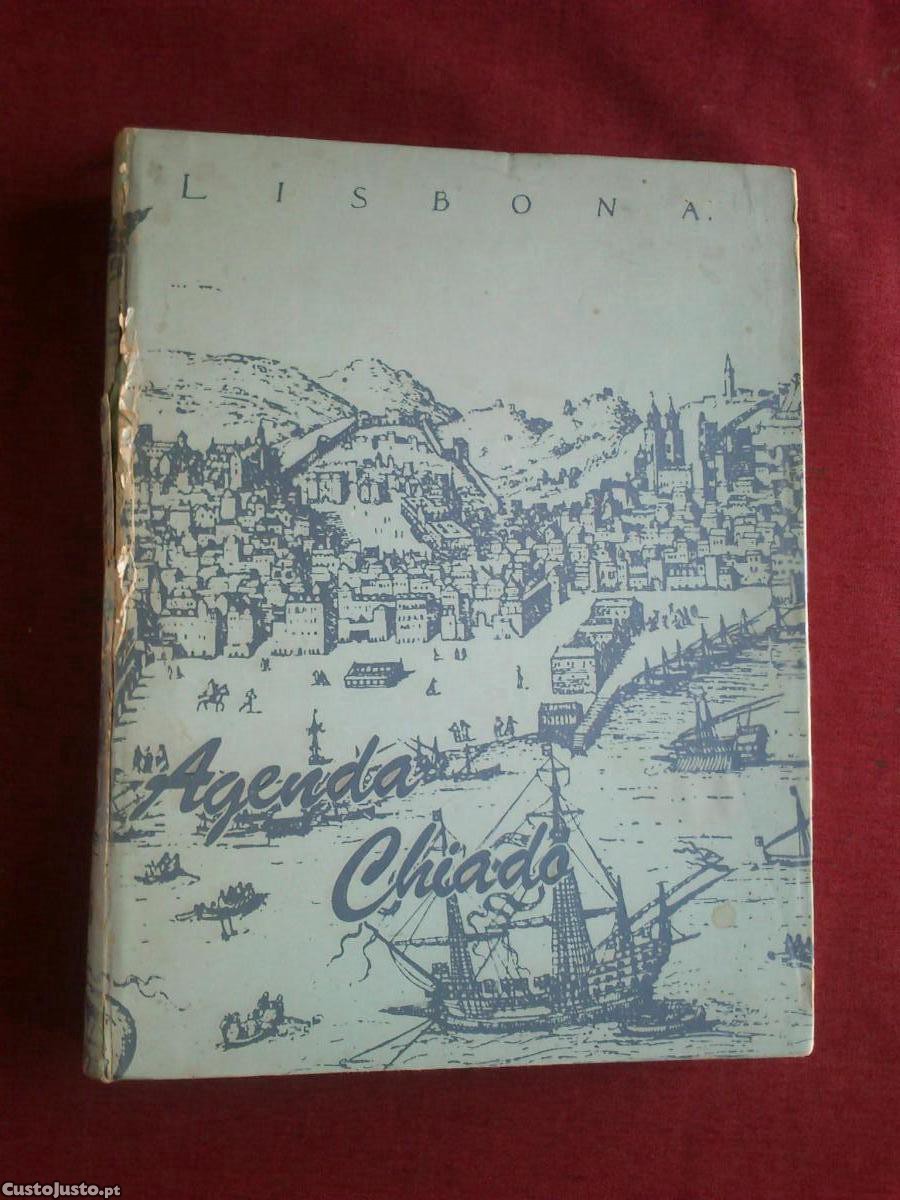 LISBONA.
Agenda
Chiado
CustoJusto.pt